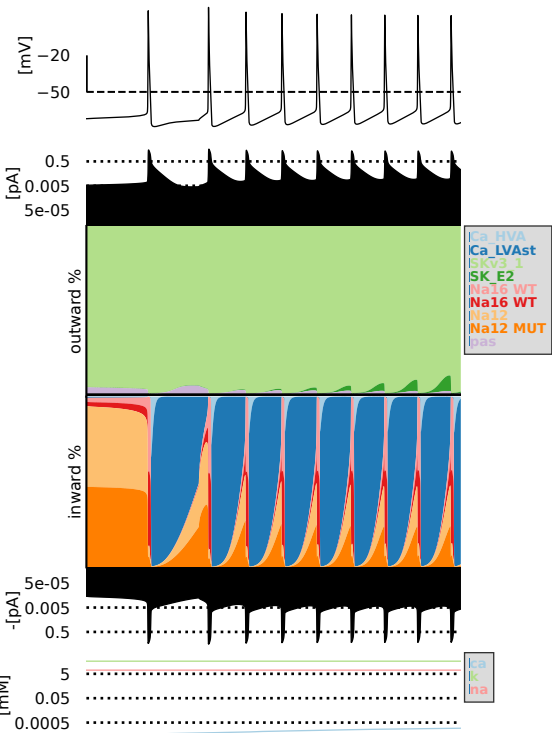 [mV]
−20
−50
[pA]
0.5
0.005
5e-05
outward %
Ca_HVA
Ca_LVAst
SKv3_1
SK_E2
Na16 WT
Na16 WT
Na12
Na12 MUT
pas
inward %
-[pA]
5e-05
0.005
0.5
[mM]
5
0.05
0.0005
ca
k
na